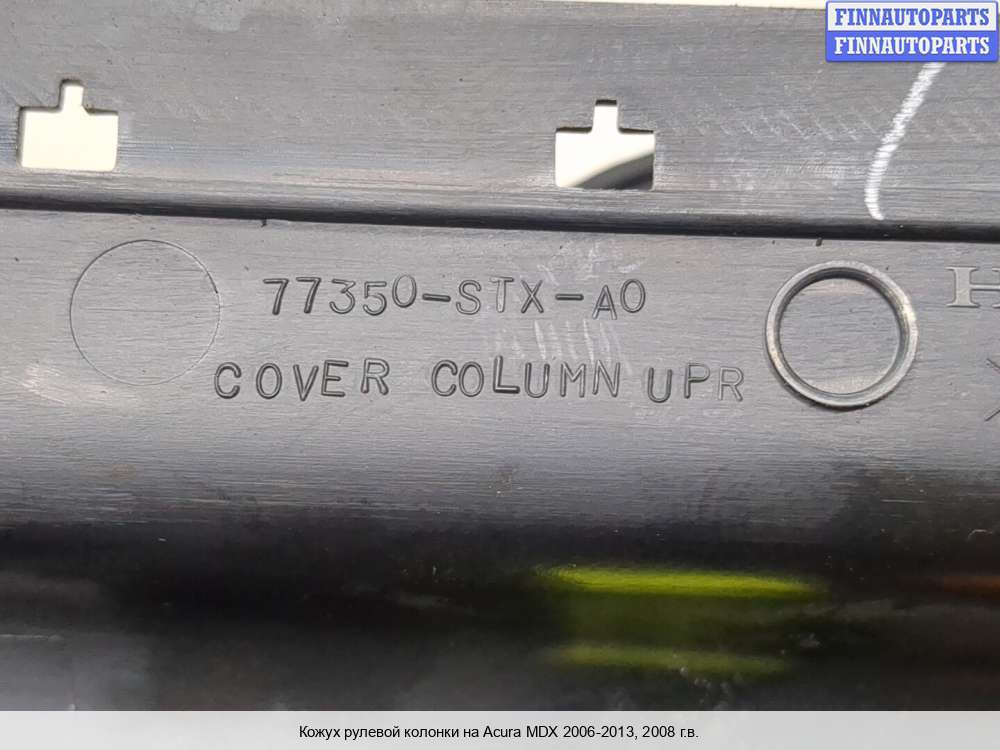 FINNAUTOPARTS
FINNAUTOPARTS
77350-STX-A0
H
COVER COLUMN UPR
Кожух рулевой колонки на Acura MDX 2006-2013, 2008 г.в.